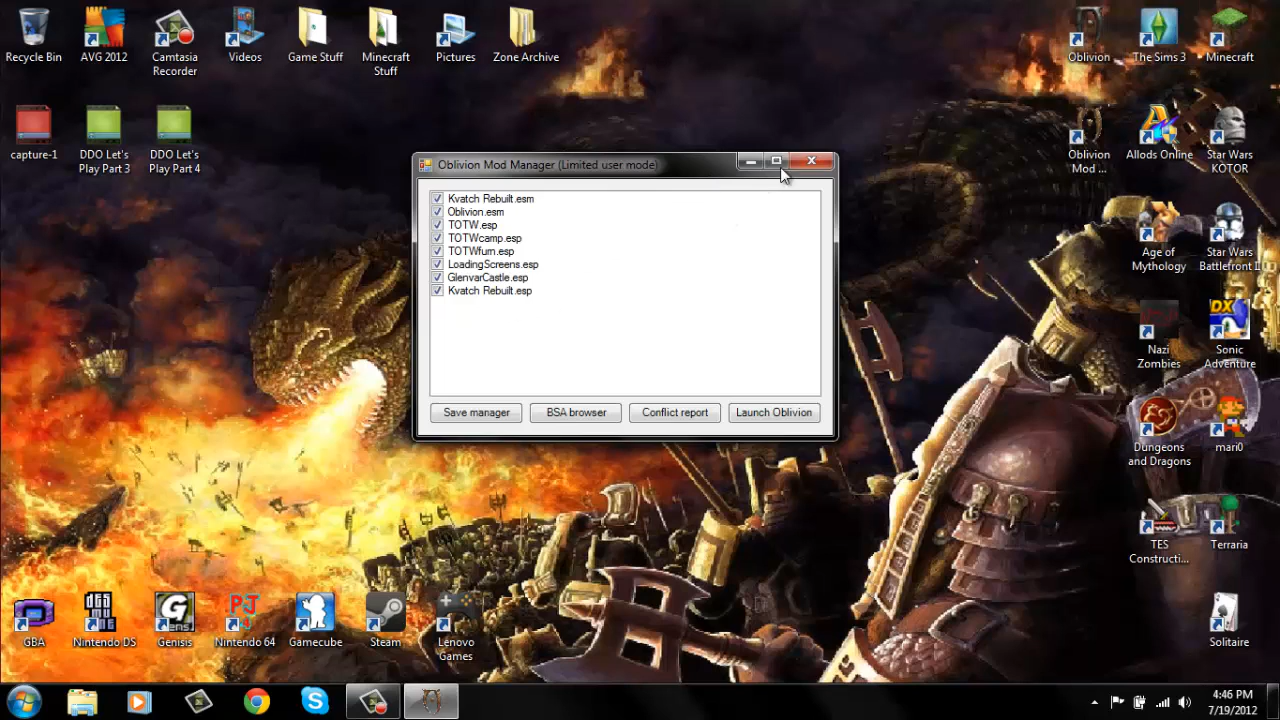 Recycle Bin
AVG 2012
Camtasia
Recorder
Videos
Game Stuff
Minecraft
Stuff
Pictures
Zone Archive
Oblivion
The Sims 3
Minecraft
capture-1
DDO Let's
Play Part 3
DDO Let's
Play Part 4
Oblivion
Mod ...
Allods Online
Star Wars
KOTOR
Oblivion Mod Manager (Limited user mode)
Kvatch Rebuilt.esm
Oblivion.esm
TOTW.esp
TOTWcamp.esp
TOTWfurn.esp
LoadingScreens.esp
GlenvarCastle.esp
Kvatch Rebuilt.esp
Save manager
BSA browser
Conflict report
Launch Oblivion
Age of
Mythology
Star Wars
Battlefront II
Nazi
Zombies
DX
Sonic
Adventure
Dungeons
and Dragons
mari0
TES
Constructi...
Terraria
GBA
Nintendo DS
Genisis
Nintendo 64
Gamecube
Steam
Lenovo
Games
Solitaire
4:46 PM
7/19/2012